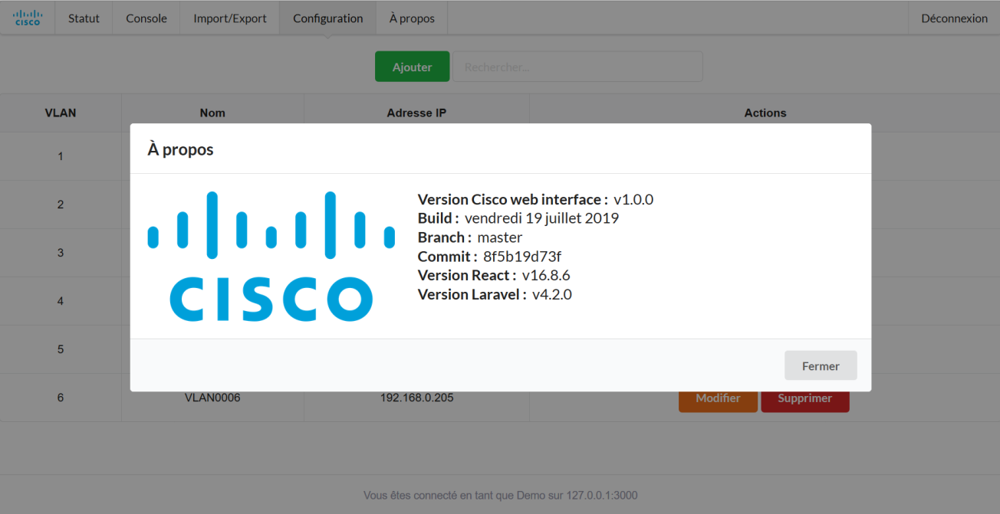 CISCO Statut Console Import/Export Configuration À propos Déconnexion
Ajouter Rechercher...
VLAN Nom Adresse IP Actions
À propos
1
CISCO
Version Cisco web interface : v1.0.0
Build : vendredi 19 juillet 2019
Branch : master
Commit : 8f5b19d73f
Version React : v16.8.6
Version Laravel : v4.2.0
2
3
4
5
Fermer
6 VLAN0006 192.168.0.205 Modifier Supprimer
Vous êtes connecté en tant que Demo sur 127.0.0.1:3000